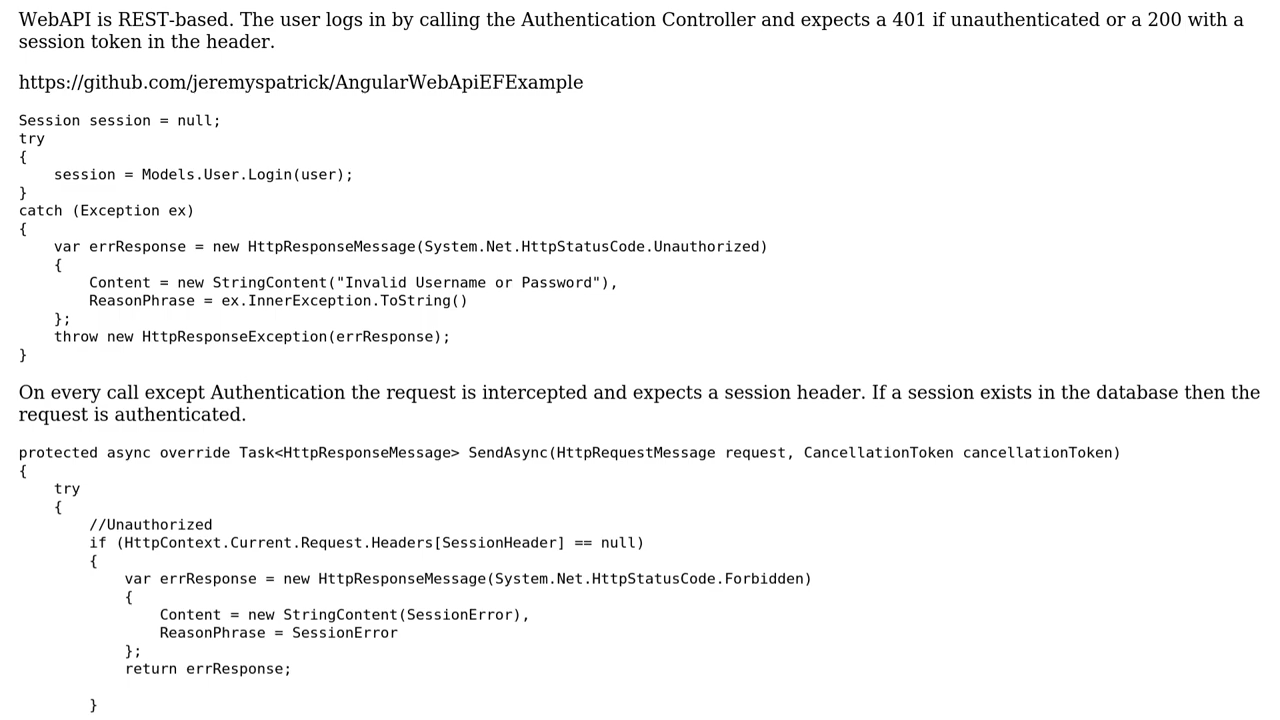 WebAPI is REST-based. The user logs in by calling the Authentication Controller and expects a 401 if unauthenticated or a 200 with a
session token in the header.
https://github.com/jeremyspatrick/AngularWebApiEFExample
Session session = null;
try
{
    session = Models.User.Login(user);
}
catch (Exception ex)
{
    var errResponse = new HttpResponseMessage(System.Net.HttpStatusCode.Unauthorized)
    {
        Content = new StringContent("Invalid Username or Password"),
        ReasonPhrase = ex.InnerException.ToString()
    };
    throw new HttpResponseException(errResponse);
}
On every call except Authentication the request is intercepted and expects a session header. If a session exists in the database then the
request is authenticated.
protected async override Task<HttpResponseMessage> SendAsync(HttpRequestMessage request, CancellationToken cancellationToken)
{
    try
    {
        //Unauthorized
        if (HttpContext.Current.Request.Headers[SessionHeader] == null)
        {
            var errResponse = new HttpResponseMessage(System.Net.HttpStatusCode.Forbidden)
            {
                Content = new StringContent(SessionError),
                ReasonPhrase = SessionError
            };
            return errResponse;
        }